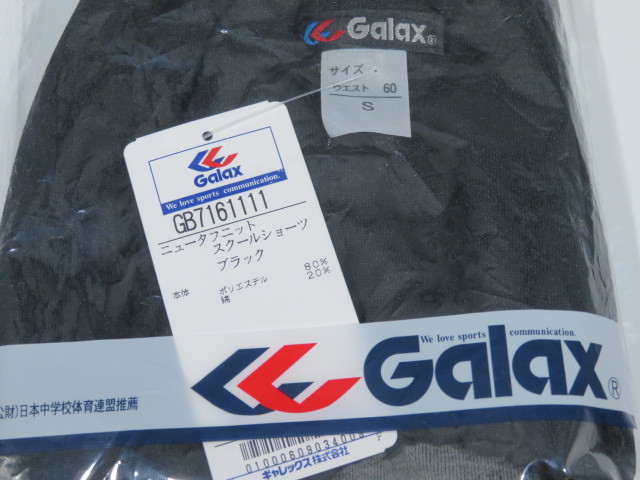 Galax®
サイズ
ウエスト 60
S
Galax
We love sports communication.
GB7161111
ニュータフニット
スクールショーツ
ブラック
本体 ポリエステル 80%
綿 20%
We love sports communication.
Galax®
公財)日本中学校体育連盟推薦
ギャレックス株式会社